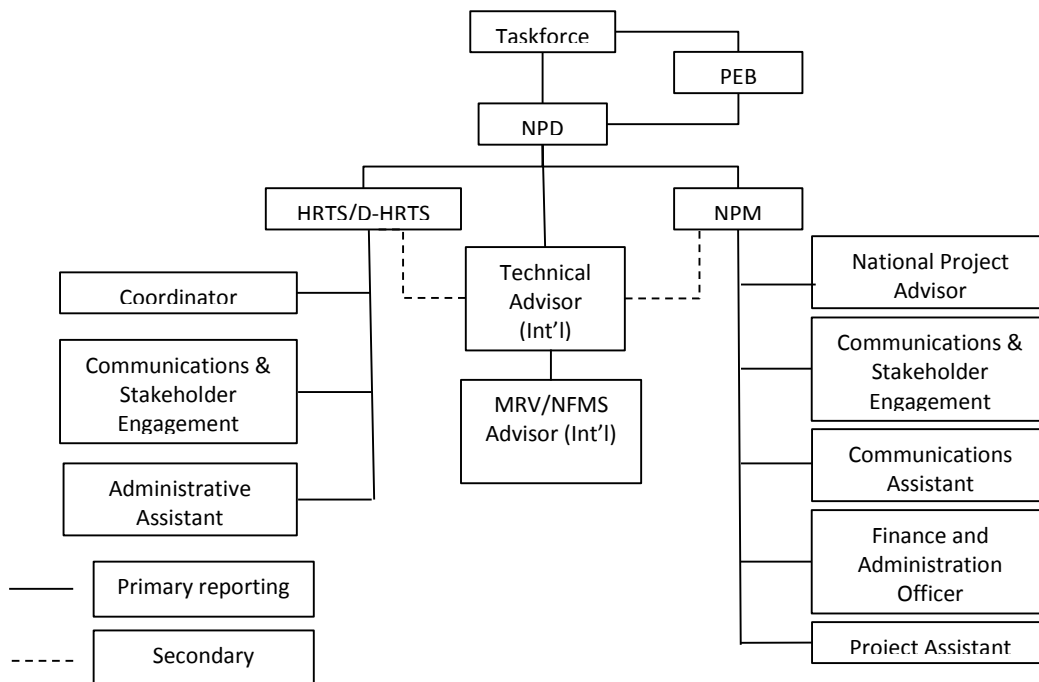 Taskforce
PEB
NPD
HRTS/D-HRTS
NPM
Technical
Advisor
(Int’l)
MRV/NFMS
Advisor (Int’l)
Coordinator
Communications &
Stakeholder
Engagement
Administrative
Assistant
National Project
Advisor
Communications &
Stakeholder
Engagement
Communications
Assistant
Finance and
Administration
Officer
Project Assistant
Primary reporting
Secondary